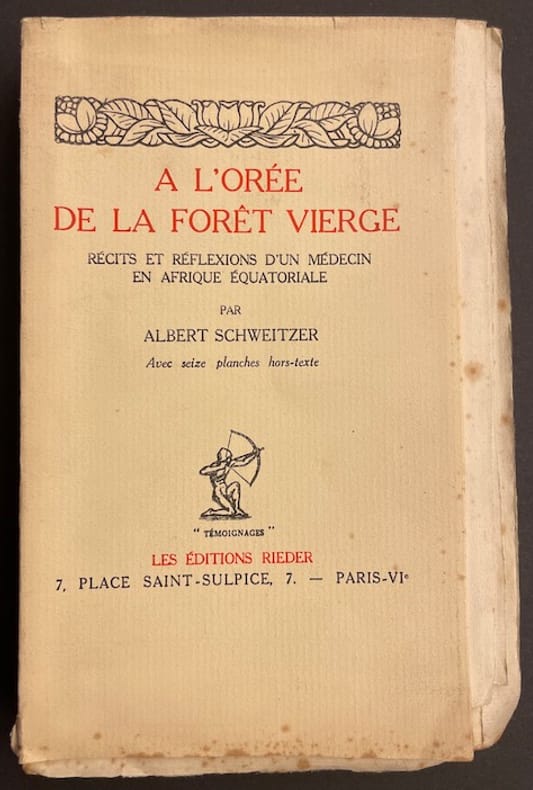 A L'ORÉE
DE LA FORÊT VIERGE
RÉCITS ET RÉFLEXIONS D'UN MÉDECIN
EN AFRIQUE ÉQUATORIALE
PAR
ALBERT SCHWEITZER
Avec seize planches hors-texte
" TÉMOIGNAGES "
LES ÉDITIONS RIEDER
7, PLACE SAINT-SULPICE, 7. — PARIS-VIe